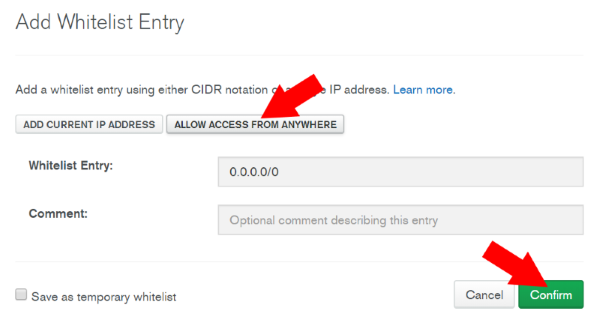 Add Whitelist Entry
Add a whitelist entry using either CIDR notation or a IP address. Learn more.
ADD CURRENT IP ADDRESS ALLOW ACCESS FROM ANYWHERE
Whitelist Entry: 0.0.0.0/0
Comment: Optional comment describing this entry
Save as temporary whitelist Cancel Confirm